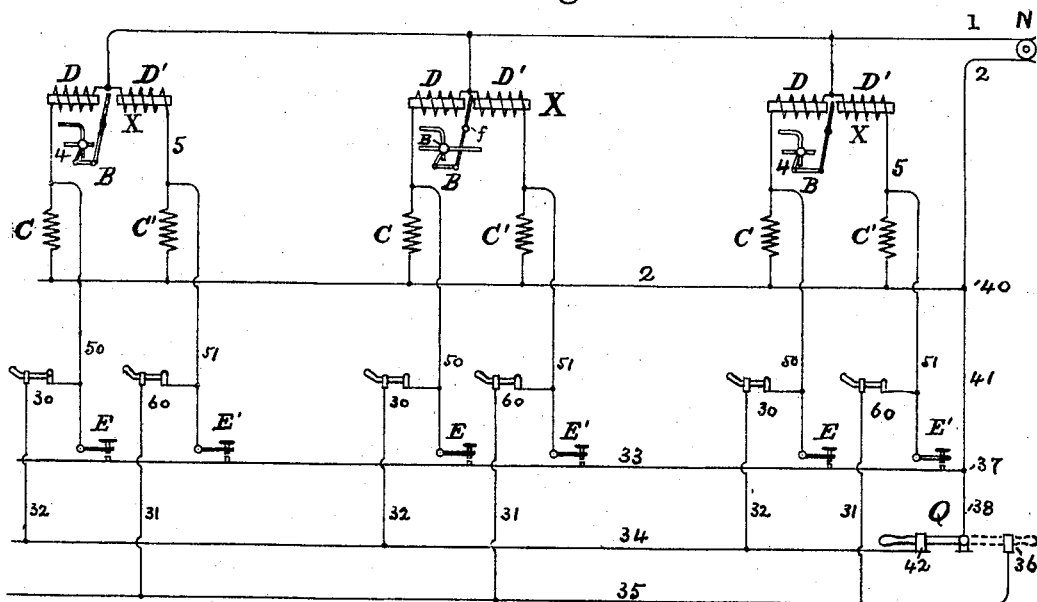 1 N
2
D D' D D' X D D'
X f X
4 5 B 4 5
B B B
C C" C C' C C'
2 40
50 51 50 51 50 51 41
30 60 30 60 30 60
E E' E E' E E'
33 37
32 31 32 31 32 31 Q 38
34 42 36
35